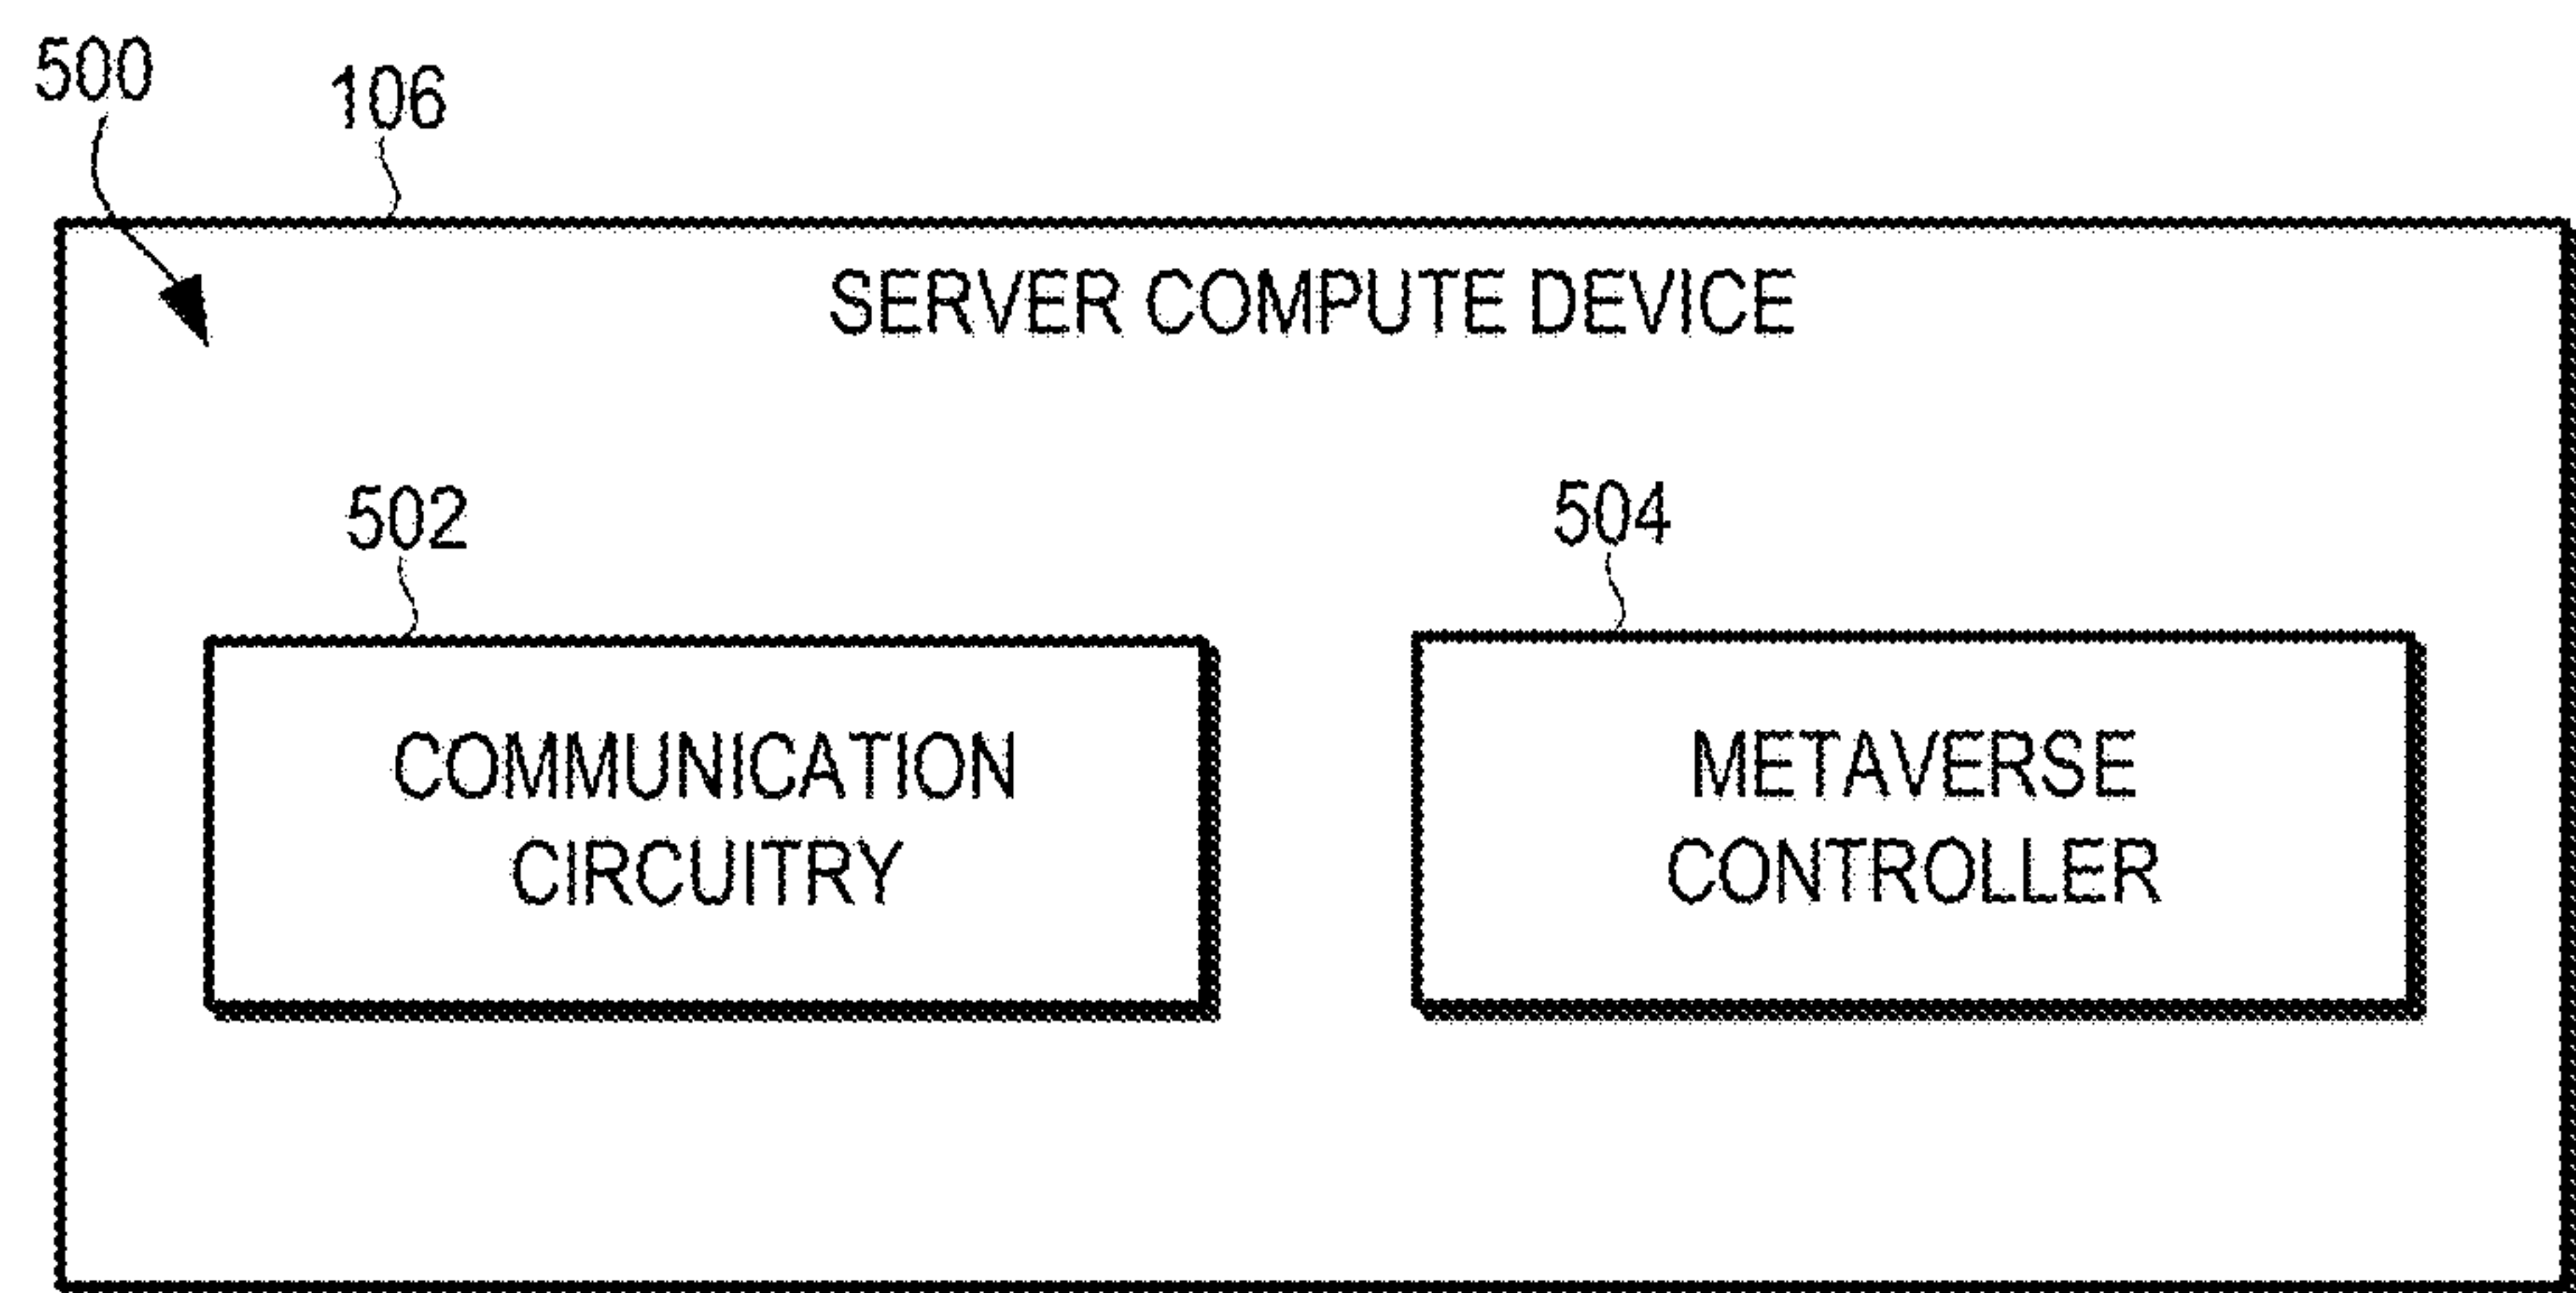 500
106
SERVER COMPUTE DEVICE
502
504
COMMUNICATION
CIRCUITRY
METAVERSE
CONTROLLER